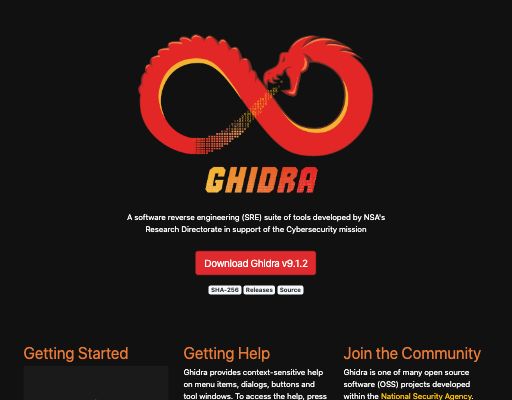 GHIDRA
A software reverse engineering (SRE) suite of tools developed by NSA's
Research Directorate in support of the Cybersecurity mission
Download Ghidra v9.1.2
SHA-256 Releases Source
Getting Started
Getting Help
Ghidra provides context-sensitive help
on menu items, dialogs, buttons and
tool windows. To access the help, press
Join the Community
Ghidra is one of many open source
software (OSS) projects developed
within the National Security Agency.